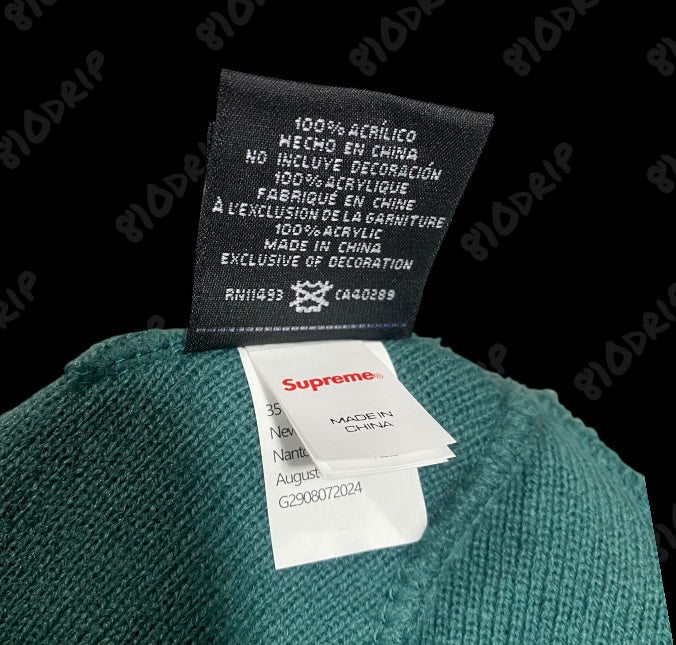 100% ACRÍLICO
HECHO EN CHINA
NO INCLUYE DECORACIÓN
100% ACRYLIQUE
FABRIQUÉ EN CHINE
À L'EXCLUSION DE LA GARNITURE
100% ACRYLIC
MADE IN CHINA
EXCLUSIVE OF DECORATION
RN11493 CA40289
Supreme®
MADE IN
CHINA
35
New
Nanto
August
G2908072024
810DRIP
810DRIP
810DRIP
810DRIP
810DRIP